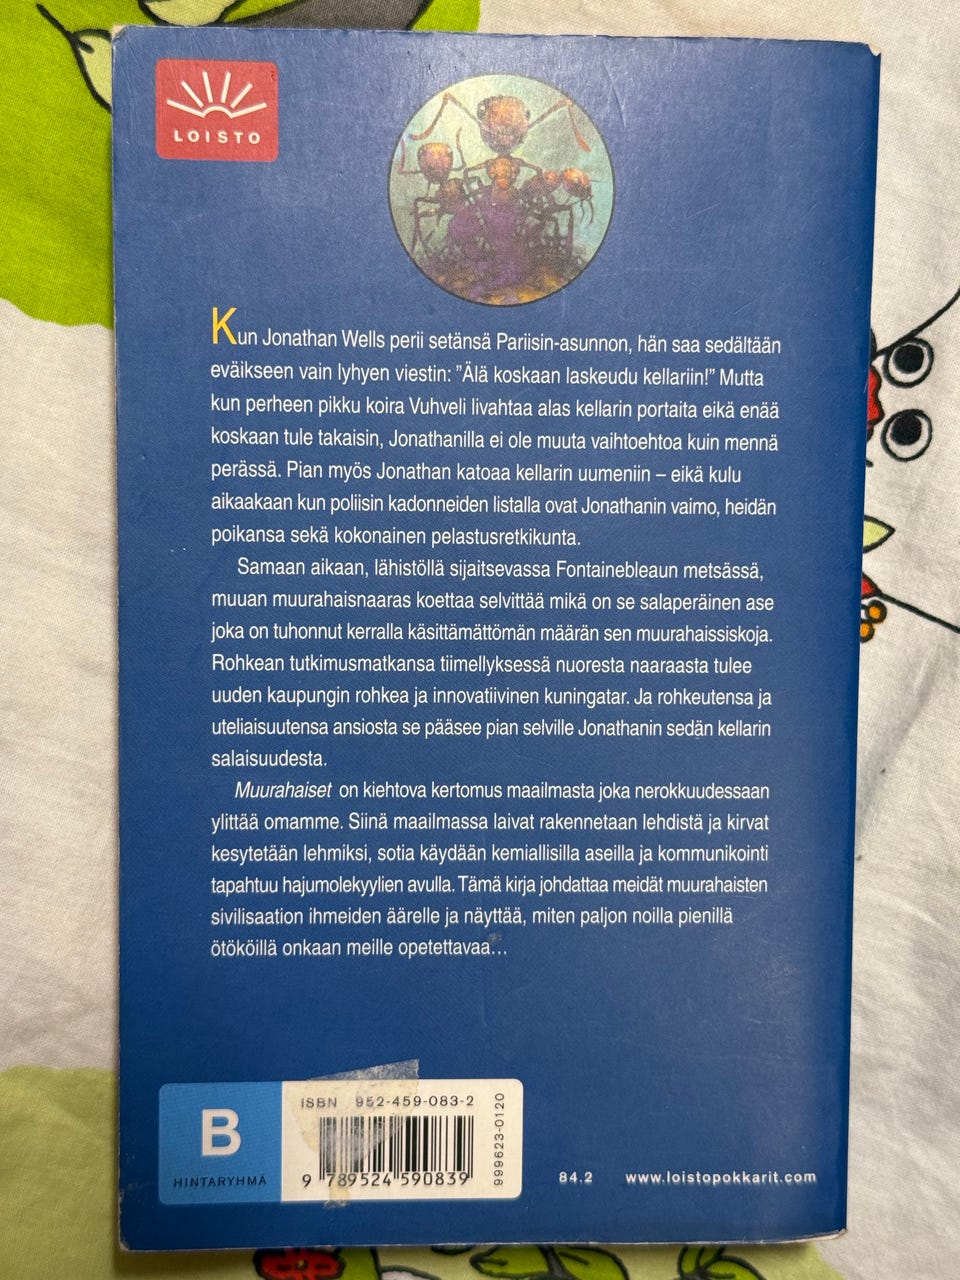 LOISTO
Kun Jonathan Wells perii setänsä Pariisin-asunnon, hän saa sedältään
eväikseen vain lyhyen viestin: ”Älä koskaan laskeudu kellariin!” Mutta
kun perheen pikku koira Vuhveli livahtaa alas kellarin portaita eikä enää
koskaan tule takaisin, Jonathanilla ei ole muuta vaihtoehtoa kuin mennä
perässä. Pian myös Jonathan katoaa kellarin uumeniin – eikä kulu
aikaakaan kun poliisin kadonneiden listalla ovat Jonathanin vaimo, heidän
poikansa sekä kokonainen pelastusretkikunta.
Samaan aikaan, lähistöllä sijaitsevassa Fontainebleaun metsässä,
muuan muurahaisnaaras koettaa selvittää mikä on se salaperäinen ase
joka on tuhonnut kerralla käsittämättömän määrän sen muurahaissiskoja.
Rohkean tutkimusmatkansa tiimellyksessä nuoresta naaraasta tulee
uuden kaupungin rohkea ja innovatiivinen kuningatar. Ja rohkeutensa ja
uteliaisuutensa ansiosta se pääsee pian selville Jonathanin sedän kellarin
salaisuudesta.
Muurahaiset on kiehtova kertomus maailmasta joka nerokkuudessaan
ylittää omamme. Siinä maailmassa laivat rakennetaan lehdistä ja kirvat
kesytetään lehmiksi, sotia käydään kemiallisilla aseilla ja kommunikointi
tapahtuu hajumolekyylien avulla. Tämä kirja johdattaa meidät muurahaisten
sivilisaation ihmeiden äärelle ja näyttää, miten paljon noilla pienillä
ötököillä onkaan meille opetettavaa…
B
HINTARYHMÄ
ISBN 952-459-083-2
9 789524 590839
999623-0120
84.2 www.loistopokkarit.com